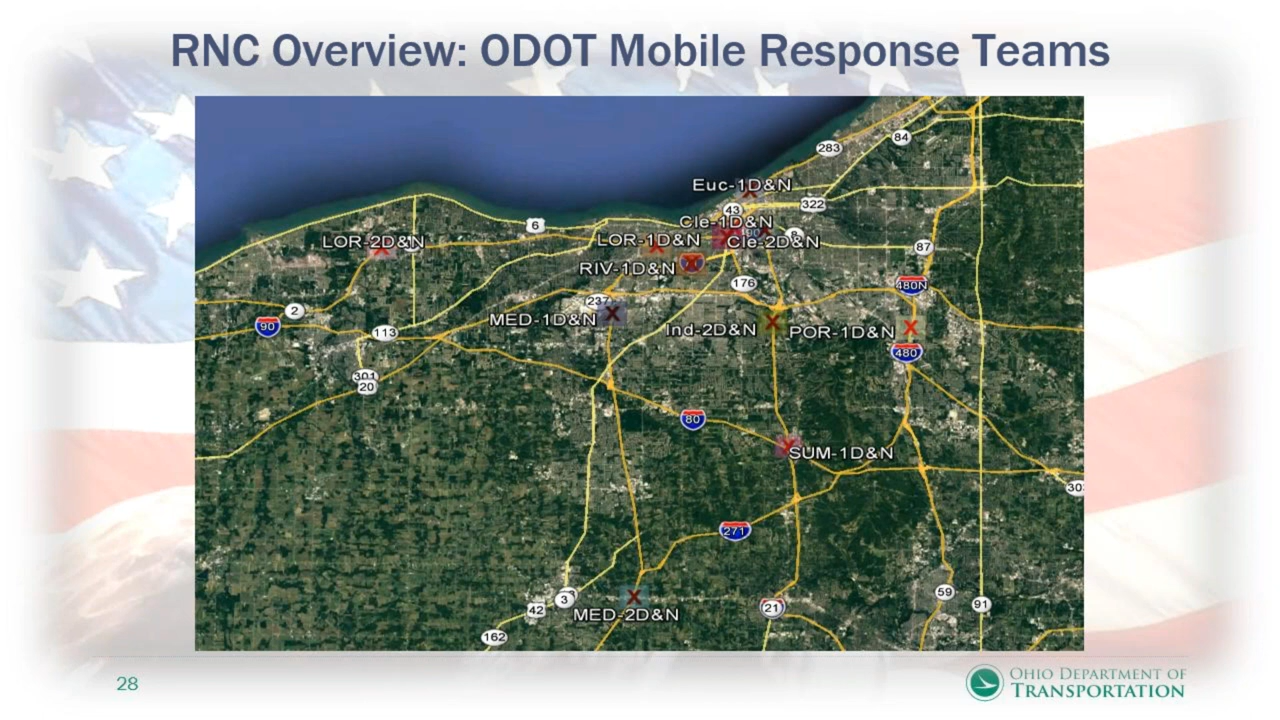 RNC Overview: ODOT Mobile Response Teams
84
283
Euc-1D&N
322
43
Cle-1D&N
6
90
8
LOR-2D&N
LOR-1D&N
Cle-2D&N
87
RIV-1D&N
176
480N
237
2
MED-1D&N
90
113
Ind-2D&N
POR-1D&N
480
301
20
80
SUM-1D&N
303
271
59
3
42
MED-2D&N
21
91
162
28
OHIO DEPARTMENT OF
TRANSPORTATION